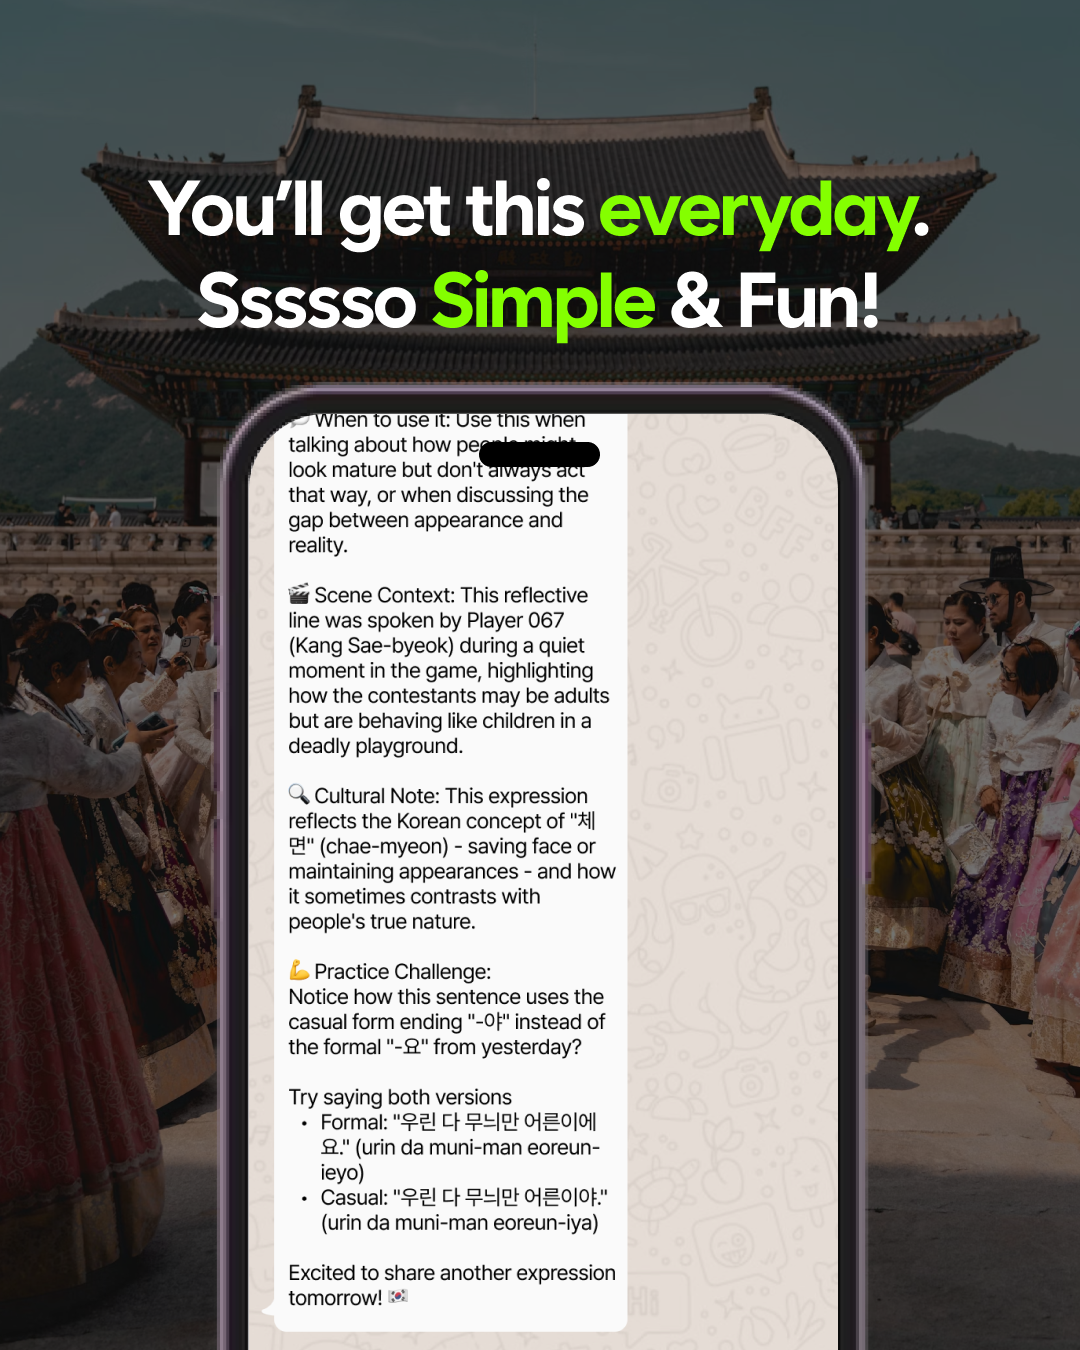 You'll get this everyday.
Ssssso Simple & Fun!
💭 When to use it: Use this when
talking about how people might
look mature but don't always act
that way, or when discussing the
gap between appearance and
reality.
🎬 Scene Context: This reflective
line was spoken by Player 067
(Kang Sae-byeok) during a quiet
moment in the game, highlighting
how the contestants may be adults
but are behaving like children in a
deadly playground.
🔍 Cultural Note: This expression
reflects the Korean concept of "체
면" (chae-myeon) - saving face or
maintaining appearances - and how
it sometimes contrasts with
people's true nature.
💪 Practice Challenge:
Notice how this sentence uses the
casual form ending "-야" instead of
the formal "-요" from yesterday?
Try saying both versions
• Formal: "우린 다 무늬만 어른이에
요." (urin da muni-man eoreun-
ieyo)
• Casual: "우린 다 무늬만 어른이야."
(urin da muni-man eoreun-iya)
Excited to share another expression
tomorrow! 🇰🇷